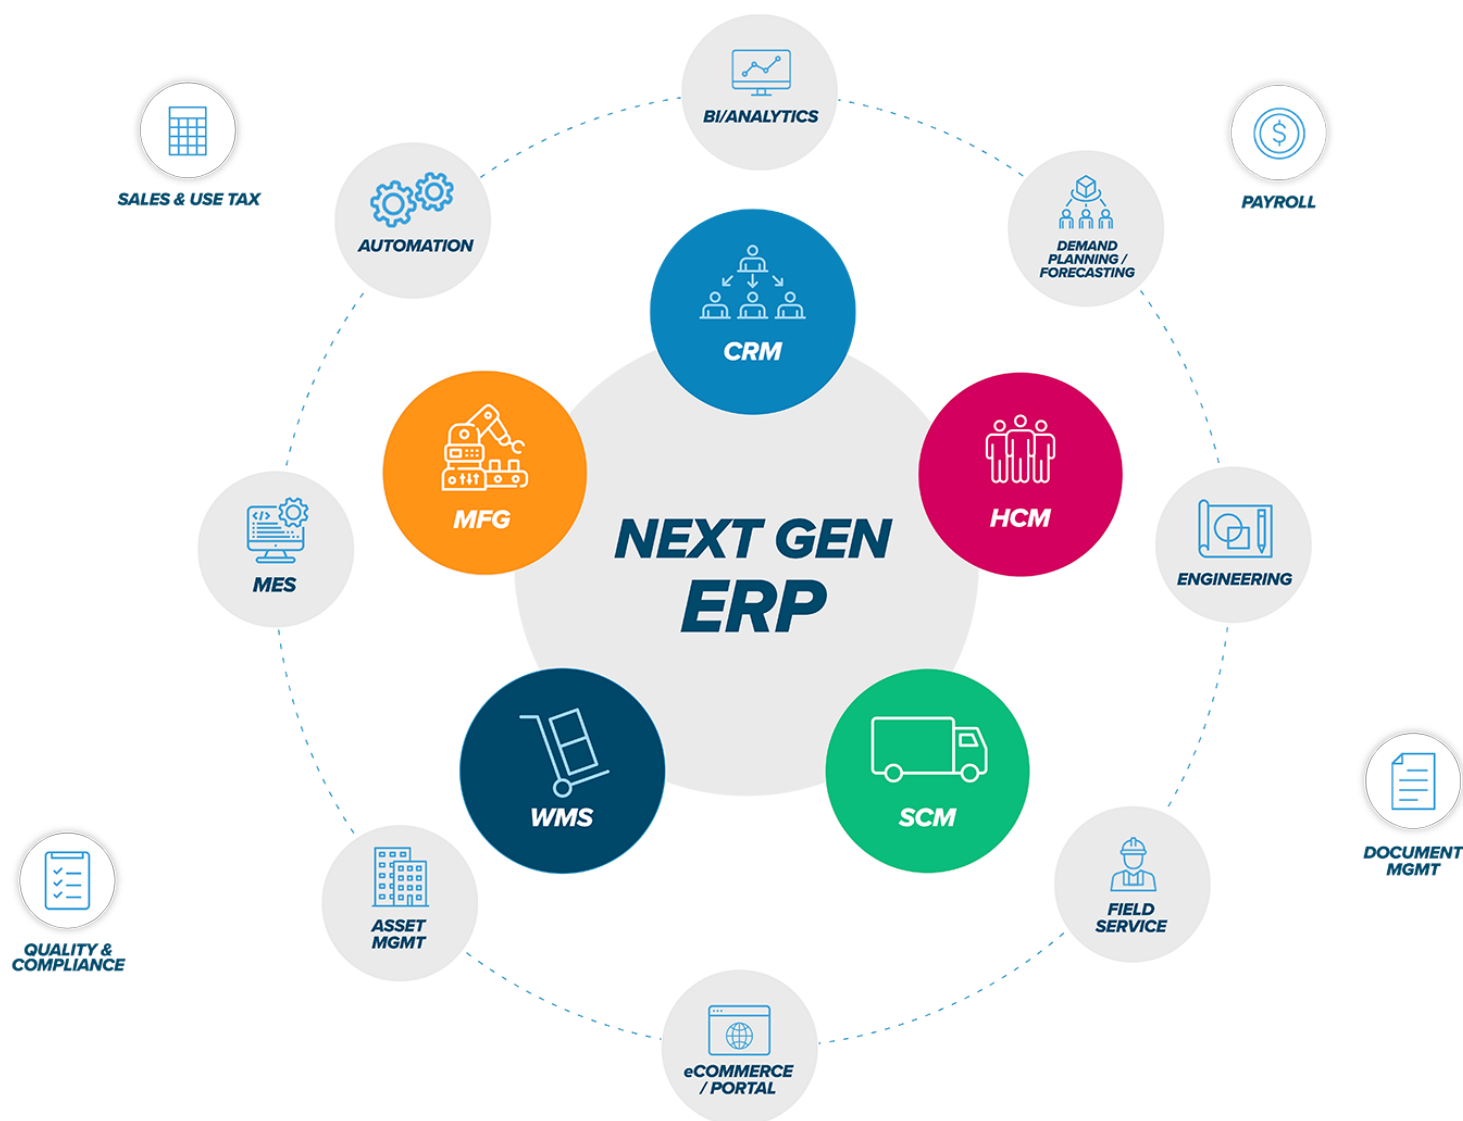 BI/ANALYTICS
SALES & USE TAX
PAYROLL
AUTOMATION
DEMAND
PLANNING /
FORECASTING
CRM
MFG
HCM
NEXT GEN
ERP
MES
ENGINEERING
WMS
SCM
DOCUMENT
MGMT
ASSET
MGMT
FIELD
SERVICE
QUALITY &
COMPLIANCE
eCOMMERCE
/ PORTAL